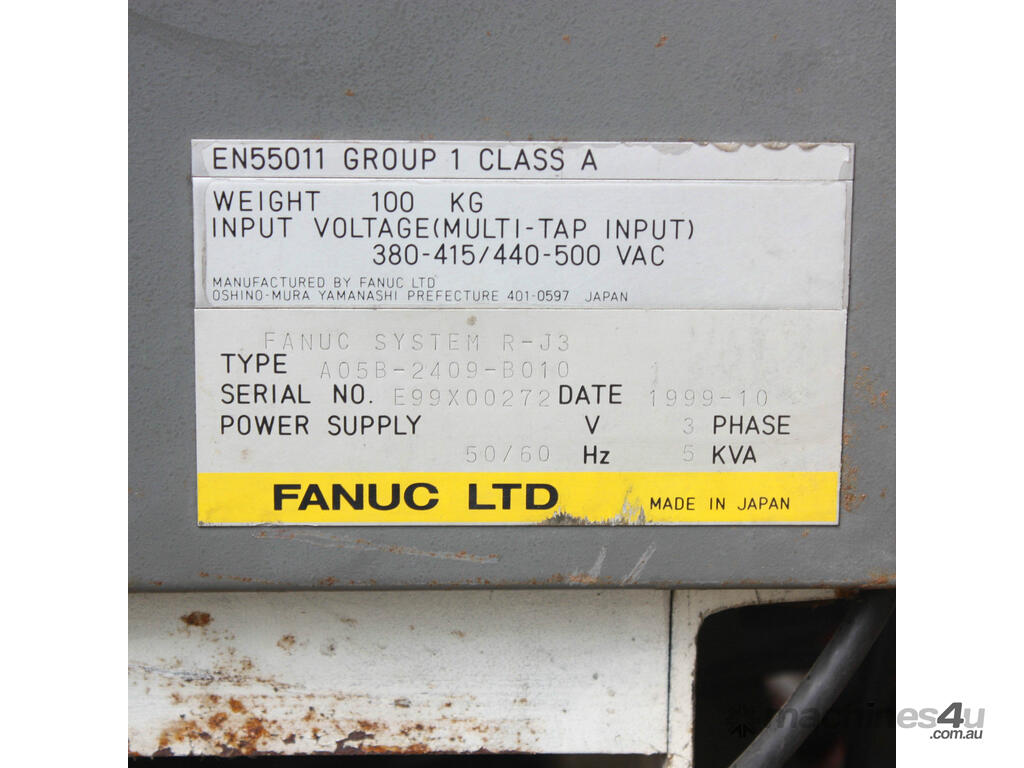 EN55011 GROUP 1 CLASS A
WEIGHT 100 KG
INPUT VOLTAGE(MULTI-TAP INPUT)
380-415/440-500 VAC
MANUFACTURED BY FANUC LTD
OSHINO-MURA YAMANASHI PREFECTURE 401-0597 JAPAN
FANUC SYSTEM R-J3
TYPE A05B-2409-B010
SERIAL NO. E99X00272 DATE 1999-10
POWER SUPPLY V 3 PHASE
50/60 Hz 5 KVA
FANUC LTD MADE IN JAPAN
machines4u
.com.au